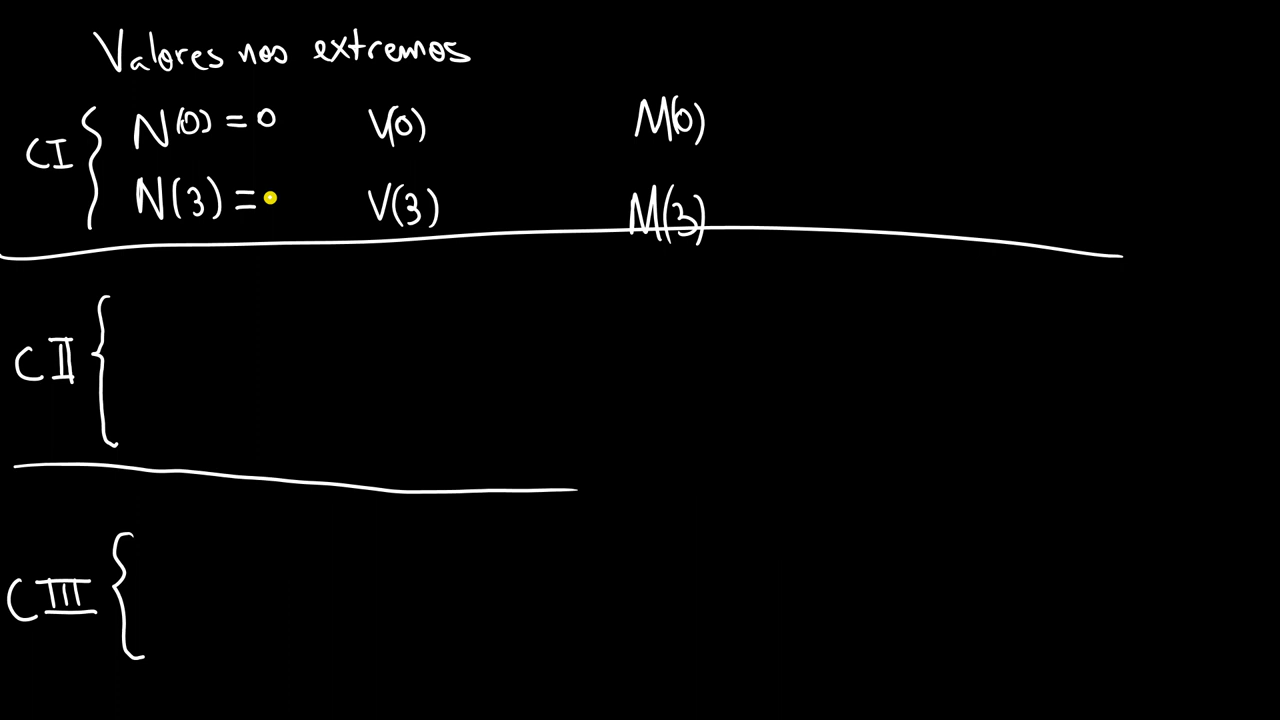 Valores nos extremos
CI { N(0) = 0 V(0) M(0)
N(3) = V(3) M(3)
CII {
CIII {